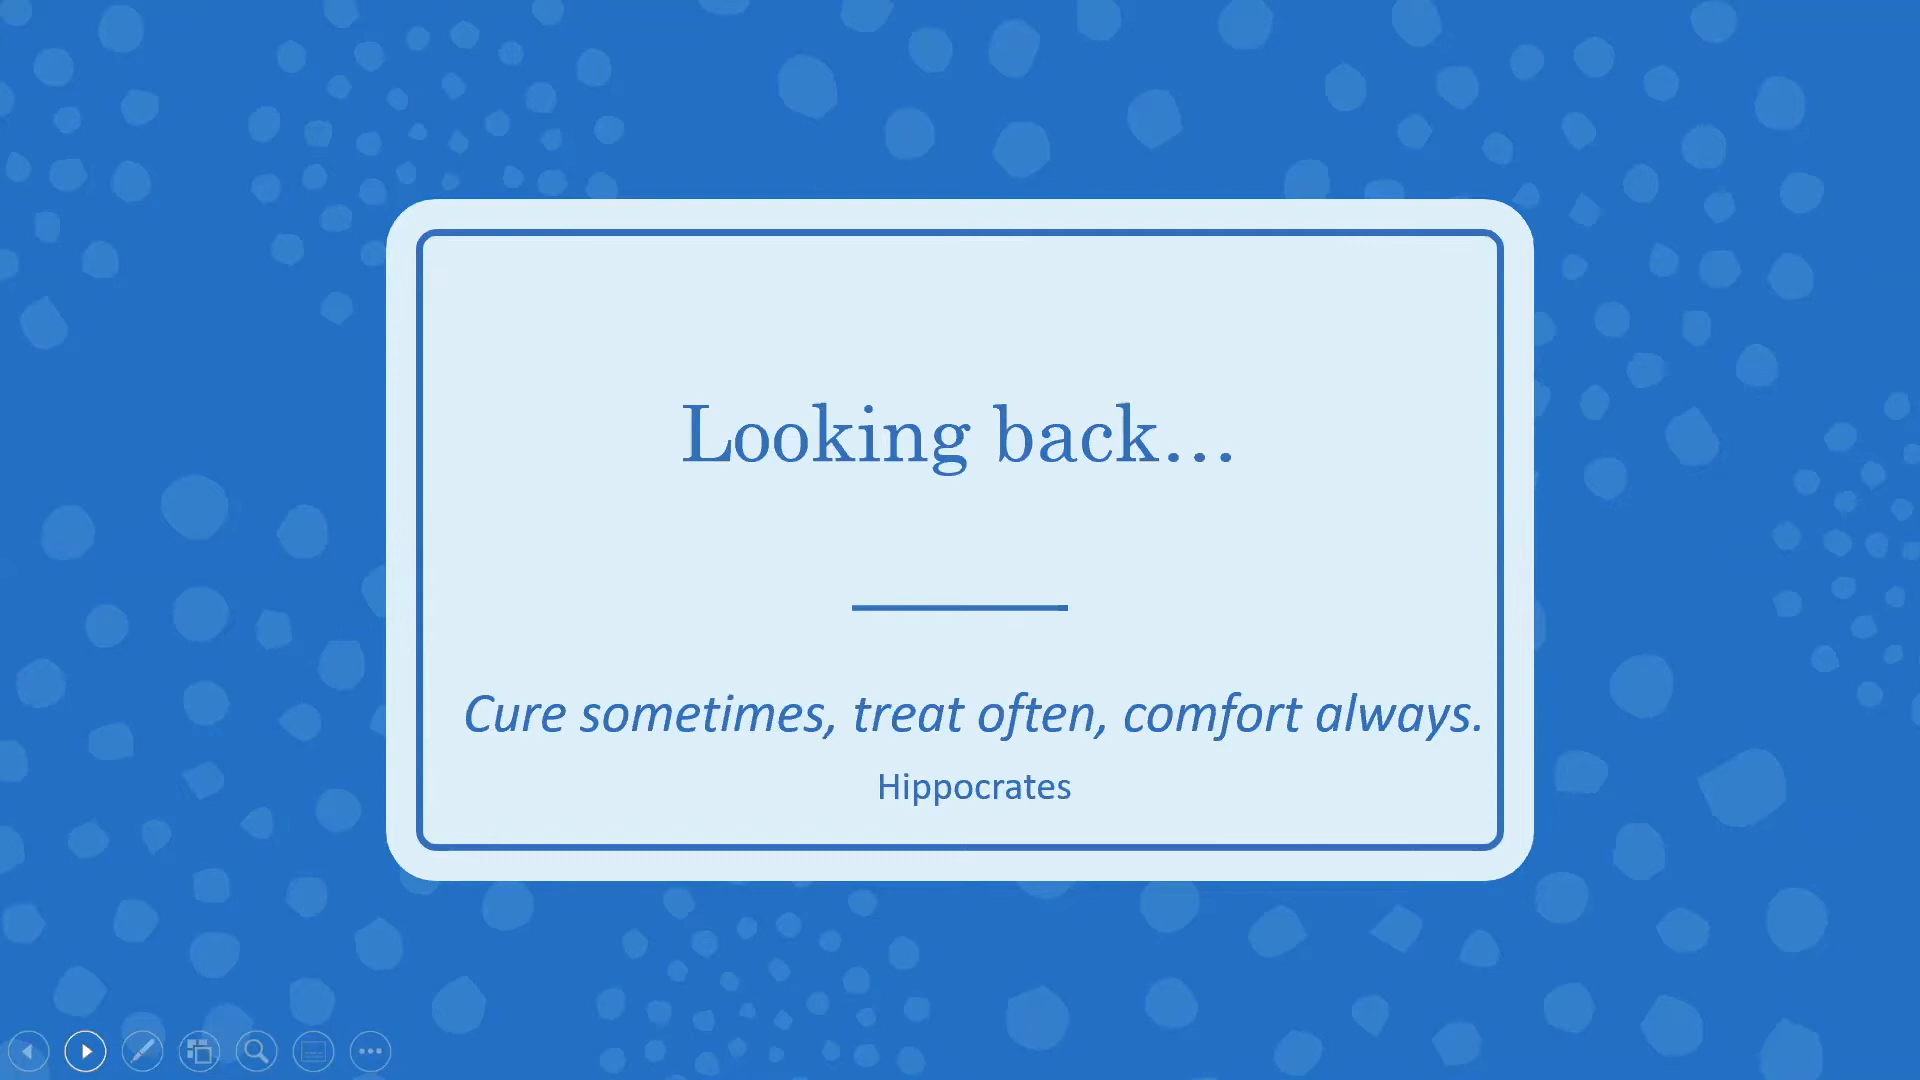 Looking back...
Cure sometimes, treat often, comfort always.
Hippocrates